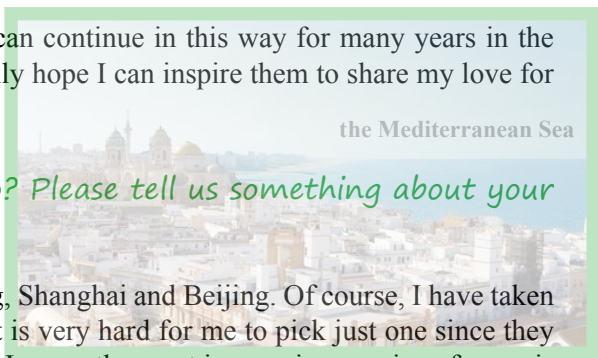 can continue in this way for many years in the
hope I can inspire them to share my love for
the Mediterranean Sea
? Please tell us something about your
Shanghai and Beijing. Of course, I have taken
is very hard for me to pick just one since they